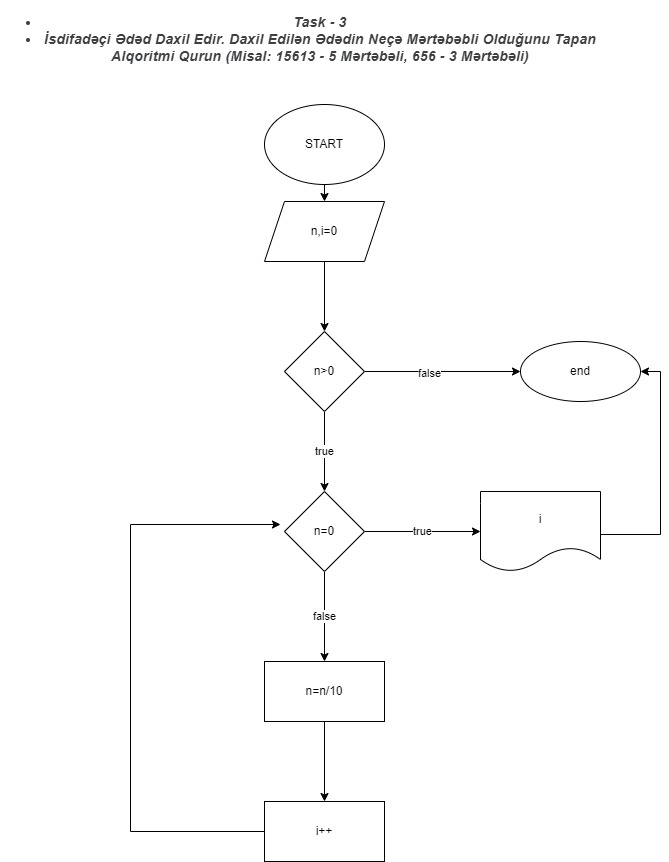 Task - 3
İsdifadəçi Ədəd Daxil Edir. Daxil Edilən Ədədin Neçə Mərtəbəbli Olduğunu Tapan
Alqoritmi Qurun (Misal: 15613 - 5 Mərtəbəli, 656 - 3 Mərtəbəli)
START
n,i=0
n>0
false
end
true
n=0
true
i
false
n=n/10
i++